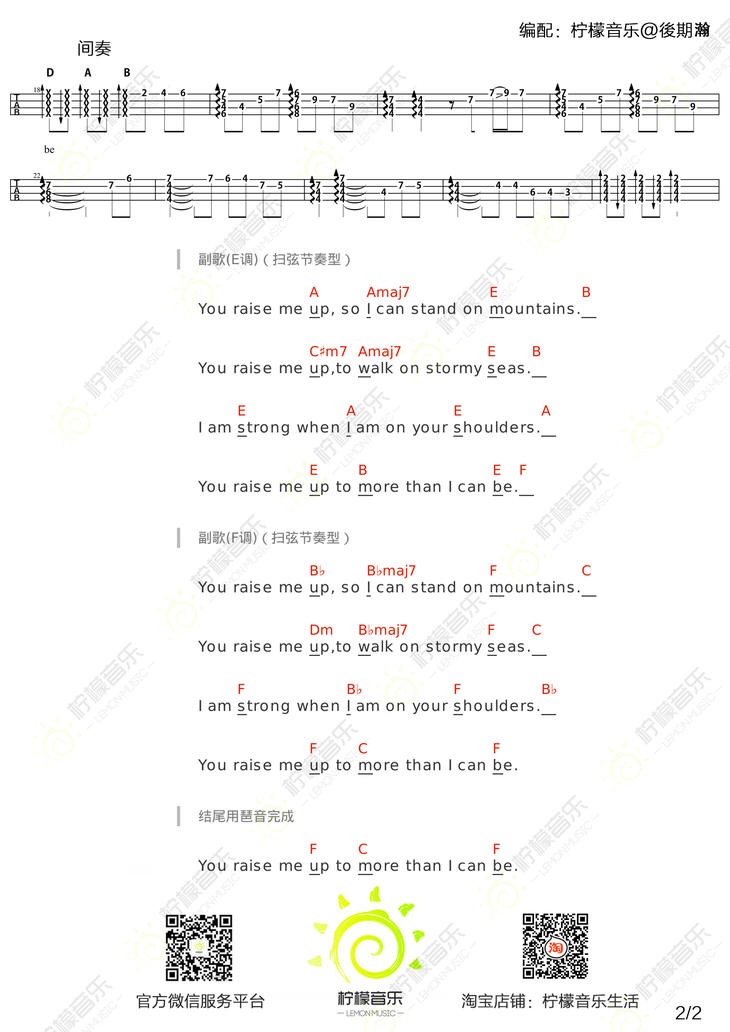 编配：柠檬音乐@後期瀚
间奏
D A B
18
T A B
be
22
T A B
副歌(E调)（扫弦节奏型）
A Amaj7 E B
You raise me up, so I can stand on mountains.
C♯m7 Amaj7 E B
You raise me up,to walk on stormy seas.
E A E A
I am strong when I am on your shoulders.
E B E F
You raise me up to more than I can be.
副歌(F调)（扫弦节奏型）
B♭ B♭maj7 F C
You raise me up, so I can stand on mountains.
Dm B♭maj7 F C
You raise me up,to walk on stormy seas.
F B♭ F B♭
I am strong when I am on your shoulders.
F C F
You raise me up to more than I can be.
结尾用琶音完成
F C F
You raise me up to more than I can be.
淘
官方微信服务平台
柠檬音乐
—LEMON MUSIC—
淘宝店铺：柠檬音乐生活
2/2